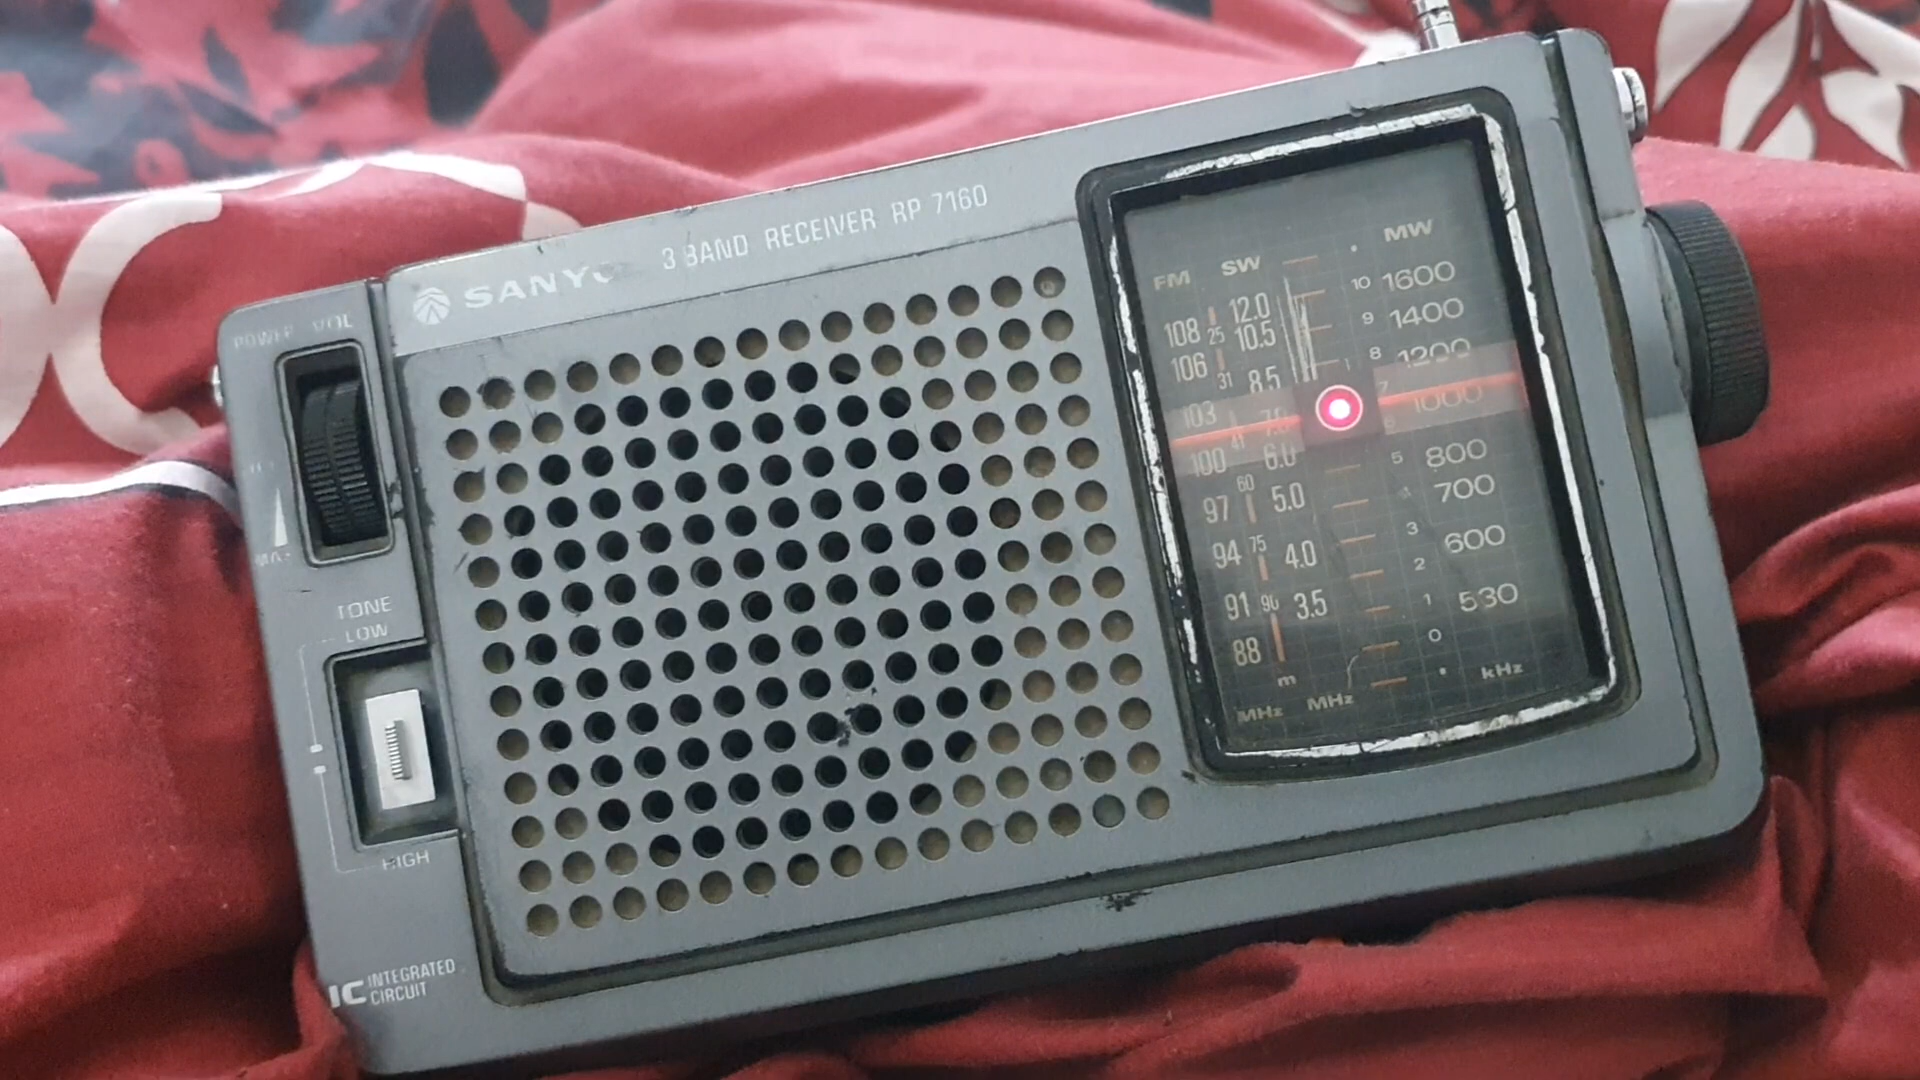 SANYO
3 BAND RECEIVER RP 7160
POWER VOL
TONE
LOW
HIGH
IC INTEGRATED
CIRCUIT
FM SW MW
108 25 12.0 10 1600
10.5 9 1400
106 31 8.5 8 1200
103 7.0 7 1000
100 41 6.0 5 800
97 60 5.0 700
94 75 4.0 3 600
2
91 90 3.5 1 530
88 0
m
MHz MHz kHz